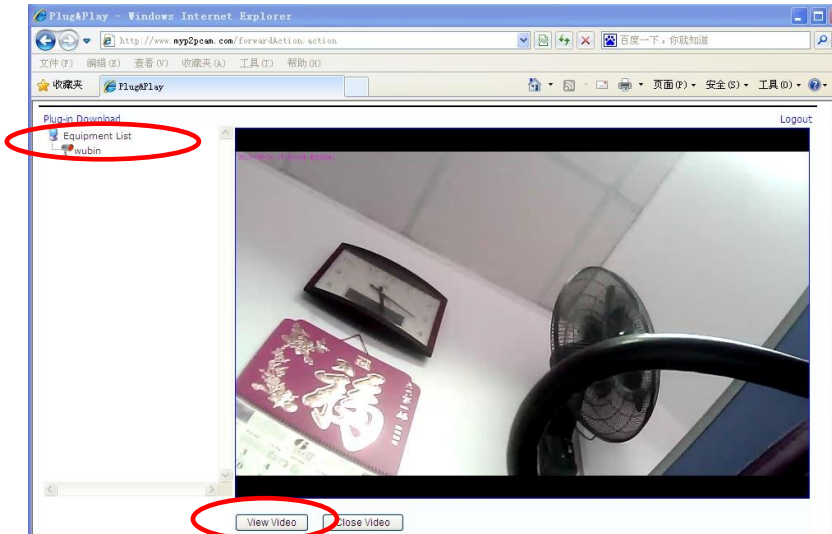 Plug&Play - Windows Internet Explorer
http://www.myp2pcam.com/forwardAction.action
百度一下，你就知道
文件(F) 编辑(E) 查看(V) 收藏夹(A) 工具(T) 帮助(H)
收藏夹 Plug&Play 页面(P) 安全(S) 工具(O)
Plug-in Download Logout
Equipment List
wubin
福
View Video Close Video